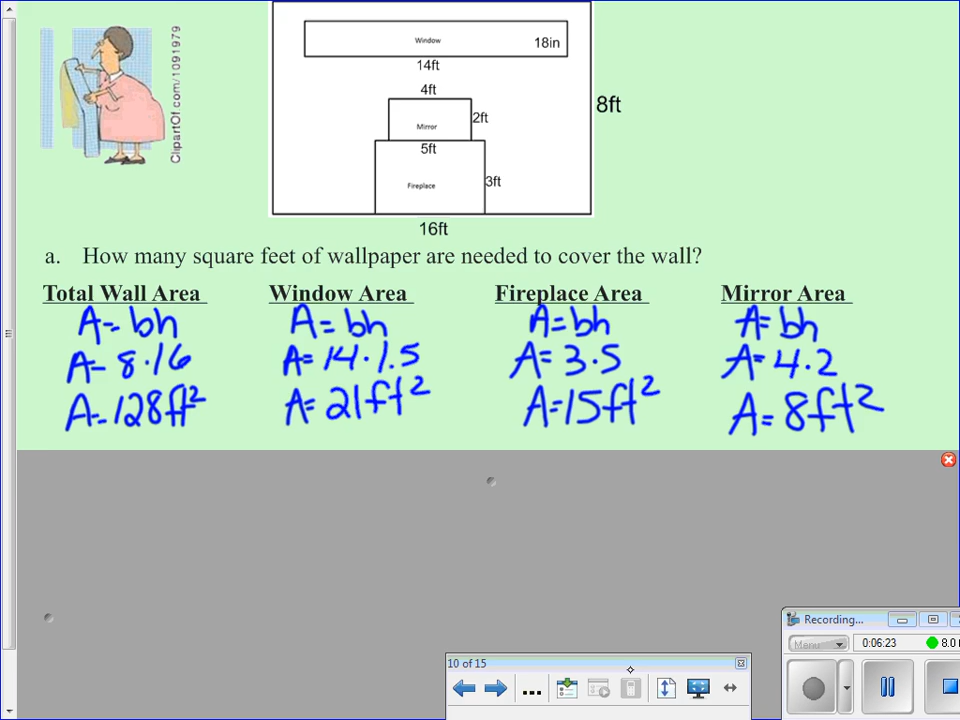 ClipartOf.com/1091979
Window
18in
14ft
4ft
2ft
Mirror
5ft
3ft
Fireplace
8ft
16ft
a. How many square feet of wallpaper are needed to cover the wall?
Total Wall Area Window Area Fireplace Area Mirror Area
A=bh A=bh A=bh A=bh
A=8·16 A=14·1.5 A=3·5 A=4·2
A=128ft² A=21ft² A=15ft² A=8ft²
m
Recording...
Menu 0:06:23 8.0
10 of 15
...